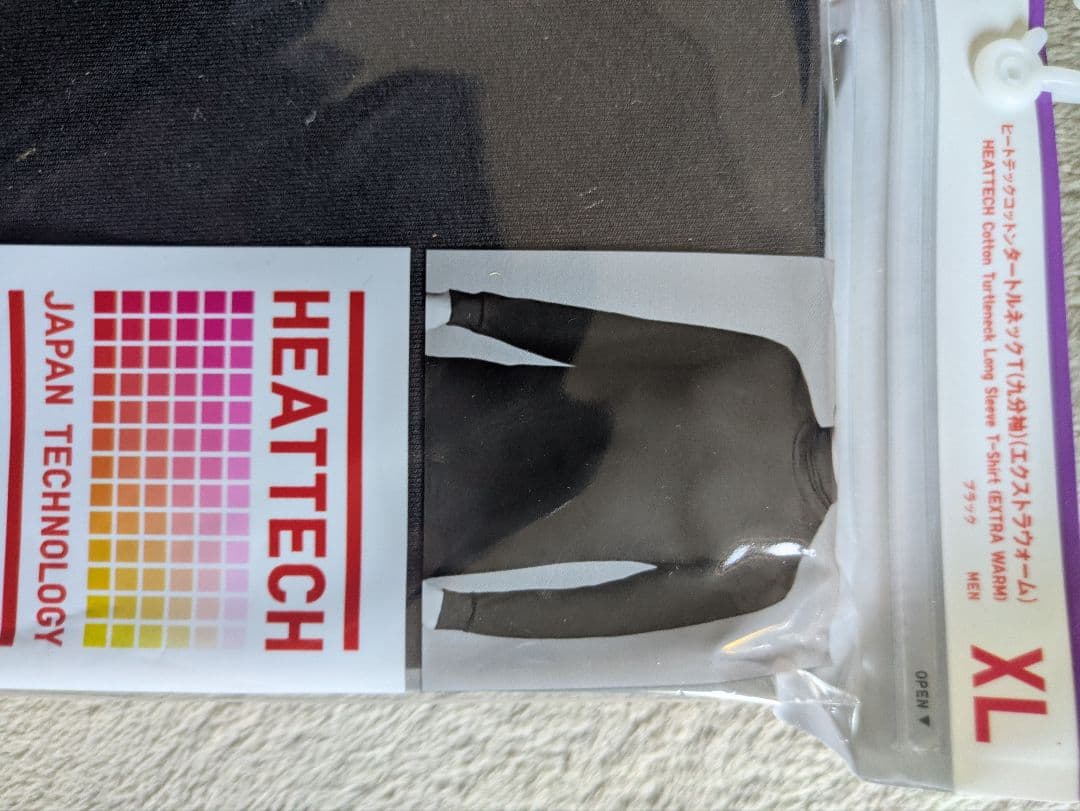 ヒートテックコットンタートルネックT(九分袖)(エクストラウォーム)
HEATTECH Cotton Turtleneck Long Sleeve T-Shirt (EXTRA WARM)
ブラック
MEN
XL
OPEN ▼
HEATTECH
JAPAN TECHNOLOGY